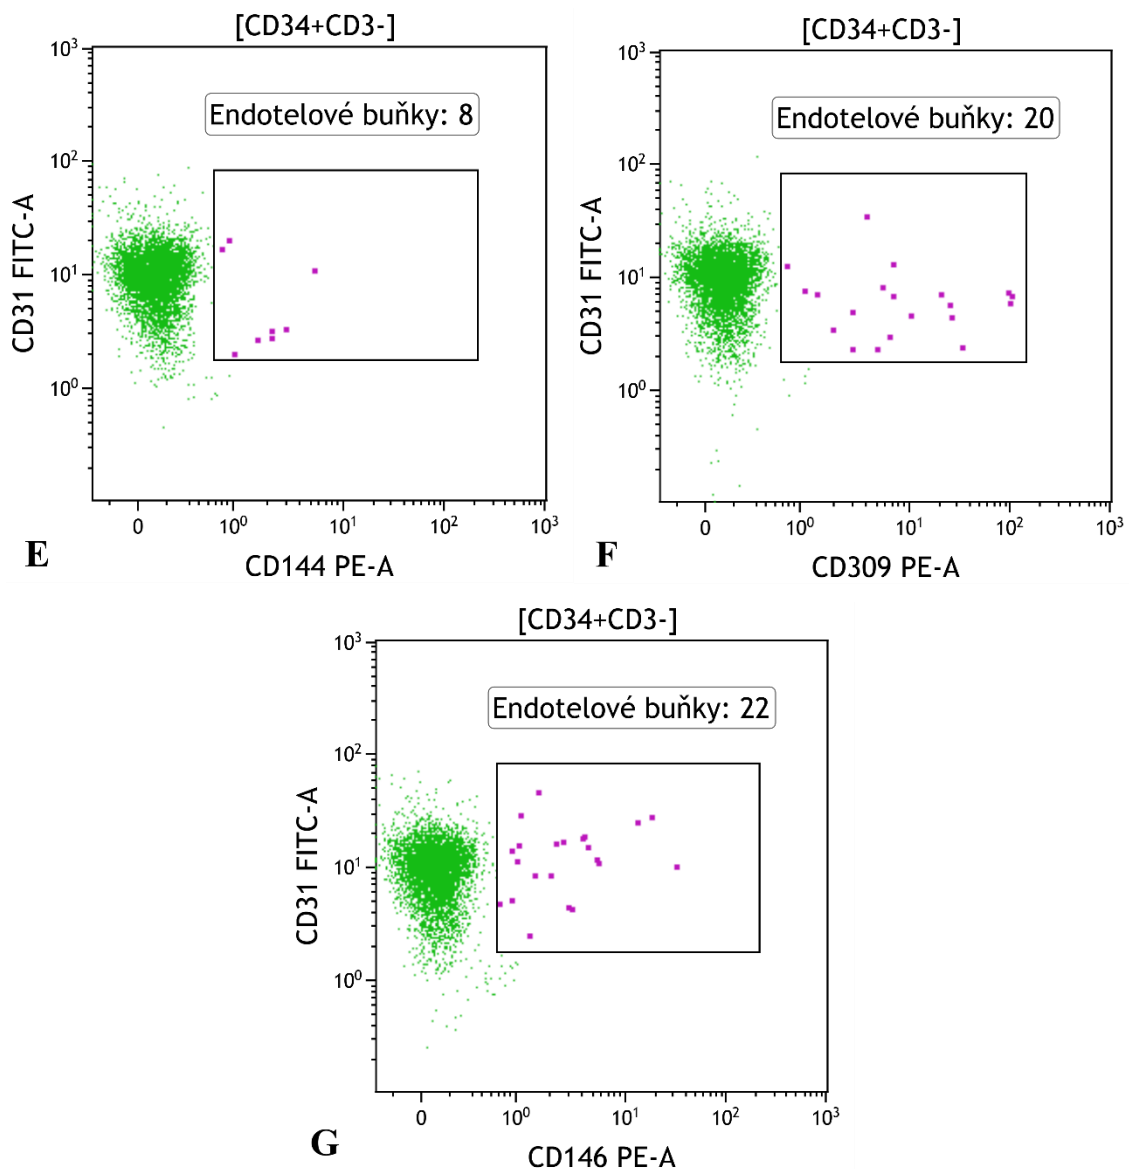 [CD34+CD3-]
10³
Endotelové buňky: 8
10²
CD31 FITC-A
10¹
10⁰
0 10⁰ 10¹ 10² 10³
E
CD144 PE-A
[CD34+CD3-]
10³
Endotelové buňky: 20
10²
CD31 FITC-A
10¹
10⁰
0 10⁰ 10¹ 10² 10³
F
CD309 PE-A
[CD34+CD3-]
10³
Endotelové buňky: 22
10²
CD31 FITC-A
10¹
10⁰
0 10⁰ 10¹ 10² 10³
G
CD146 PE-A